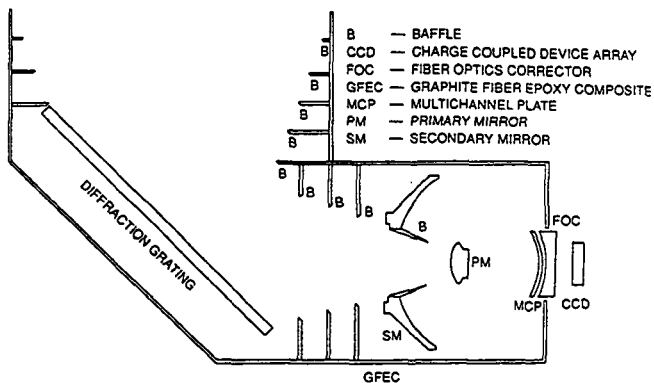 B — BAFFLE
CCD — CHARGE COUPLED DEVICE ARRAY
FOC — FIBER OPTICS CORRECTOR
GFEC — GRAPHITE FIBER EPOXY COMPOSITE
MCP — MULTICHANNEL PLATE
PM — PRIMARY MIRROR
SM — SECONDARY MIRROR
B
B
B
B
B
B
B
B
B
DIFFRACTION GRATING
FOC
PM
MCP
CCD
SM
GFEC